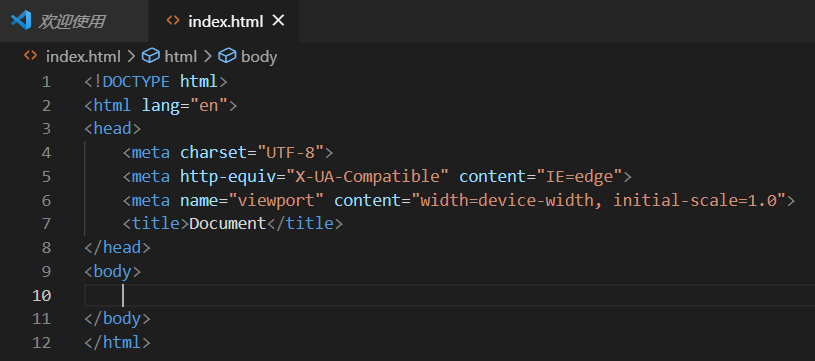 欢迎使用 index.html
index.html > html > body
1 <!DOCTYPE html>
2 <html lang="en">
3 <head>
4 <meta charset="UTF-8">
5 <meta http-equiv="X-UA-Compatible" content="IE=edge">
6 <meta name="viewport" content="width=device-width, initial-scale=1.0">
7 <title>Document</title>
8 </head>
9 <body>
10
11 </body>
12 </html>